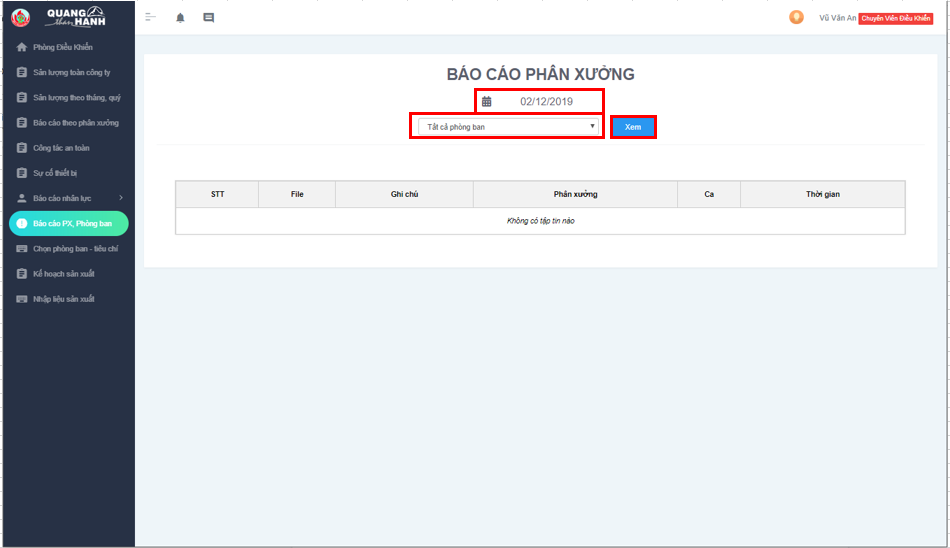 QUANG
HANH
Vũ Văn An
Chuyên Viên Điều Khiển
Phòng Điều Khiển
Sản lượng toàn công ty
Sản lượng theo tháng, quý
Báo cáo theo phân xưởng
Công tác an toàn
Sự cố thiết bị
Báo cáo nhân lực
Báo cáo PX, Phòng ban
Chọn phòng ban - tiêu chí
Kế hoạch sản xuất
Nhập liệu sản xuất
BÁO CÁO PHÂN XƯỞNG
02/12/2019
Tất cả phòng ban
Xem
STT File Ghi chú Phân xưởng Ca Thời gian
Không có tập tin nào